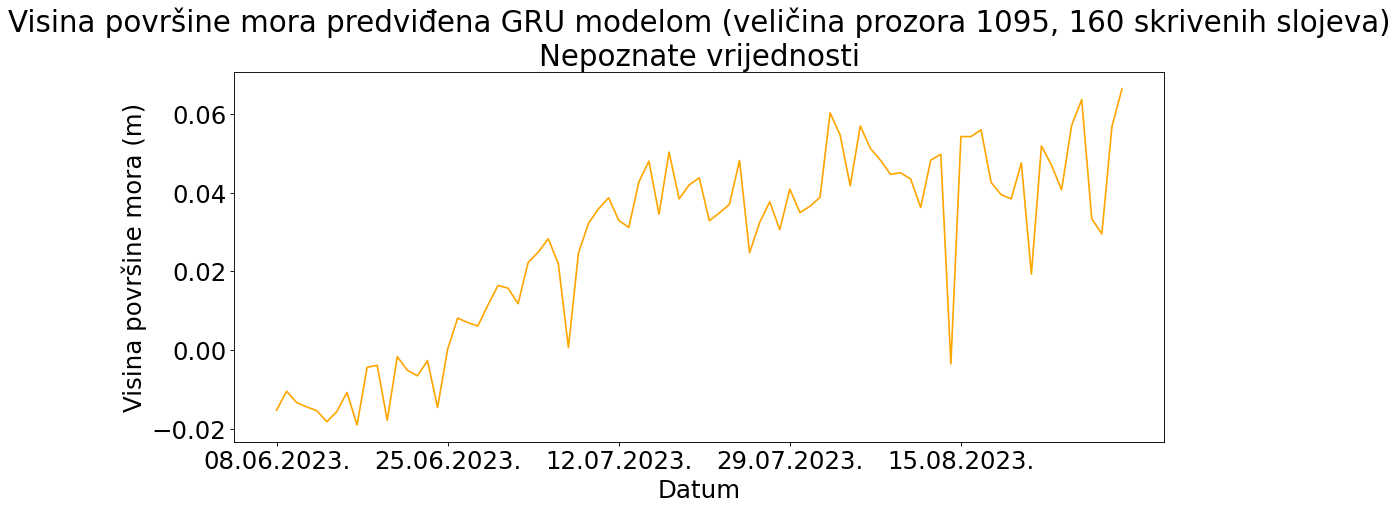 Visina površine mora predviđena GRU modelom (veličina prozora 1095, 160 skrivenih slojeva)
Nepoznate vrijednosti
Visina površine mora (m)
0.06
0.04
0.02
0.00
−0.02
08.06.2023. 25.06.2023. 12.07.2023. 29.07.2023. 15.08.2023.
Datum